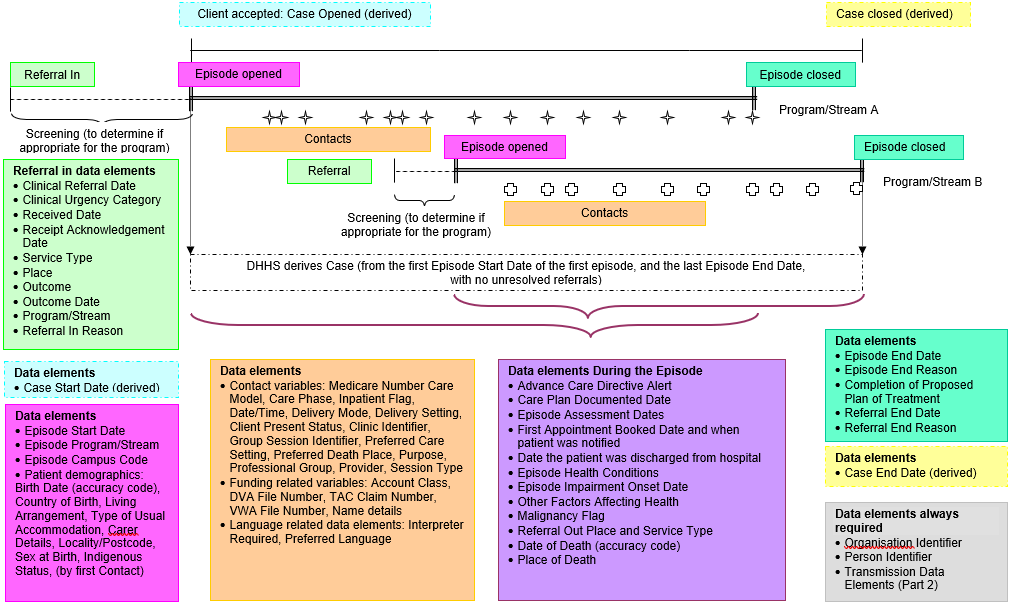 Client accepted: Case Opened (derived)
Case closed (derived)
Referral In
Episode opened
Episode closed
Program/Stream A
Screening (to determine if
appropriate for the program)
Contacts
Episode opened
Episode closed
Referral
Program/Stream B
Screening (to determine if
appropriate for the program)
Contacts
DHHS derives Case (from the first Episode Start Date of the first episode, and the last Episode End Date,
with no unresolved referrals)
Referral in data elements
• Clinical Referral Date
• Clinical Urgency Category
• Received Date
• Receipt Acknowledgement
Date
• Service Type
• Place
• Outcome
• Outcome Date
• Program/Stream
• Referral In Reason
Data elements
• Case Start Date (derived)
Data elements
• Episode Start Date
• Episode Program/Stream
• Episode Campus Code
• Patient demographics:
Birth Date (accuracy code),
Country of Birth, Living
Arrangement, Type of Usual
Accommodation, Carer
Details, Locality/Postcode,
Sex at Birth, Indigenous
Status, (by first Contact)
Data elements
• Contact variables: Medicare Number Care
Model, Care Phase, Inpatient Flag,
Date/Time, Delivery Mode, Delivery Setting,
Client Present Status, Clinic Identifier,
Group Session Identifier, Preferred Care
Setting, Preferred Death Place, Purpose,
Professional Group, Provider, Session Type
• Funding related variables: Account Class,
DVA File Number, TAC Claim Number,
VWA File Number, Name details
• Language related data elements: Interpreter
Required, Preferred Language
Data elements During the Episode
• Advance Care Directive Alert
• Care Plan Documented Date
• Episode Assessment Dates
• First Appointment Booked Date and when
patient was notified
• Date the patient was discharged from hospital
• Episode Health Conditions
• Episode Impairment Onset Date
• Other Factors Affecting Health
• Malignancy Flag
• Referral Out Place and Service Type
• Date of Death (accuracy code)
• Place of Death
Data elements
• Episode End Date
• Episode End Reason
• Completion of Proposed
Plan of Treatment
• Referral End Date
• Referral End Reason
Data elements
• Case End Date (derived)
Data elements always
required
• Organisation Identifier
• Person Identifier
• Transmission Data
Elements (Part 2)